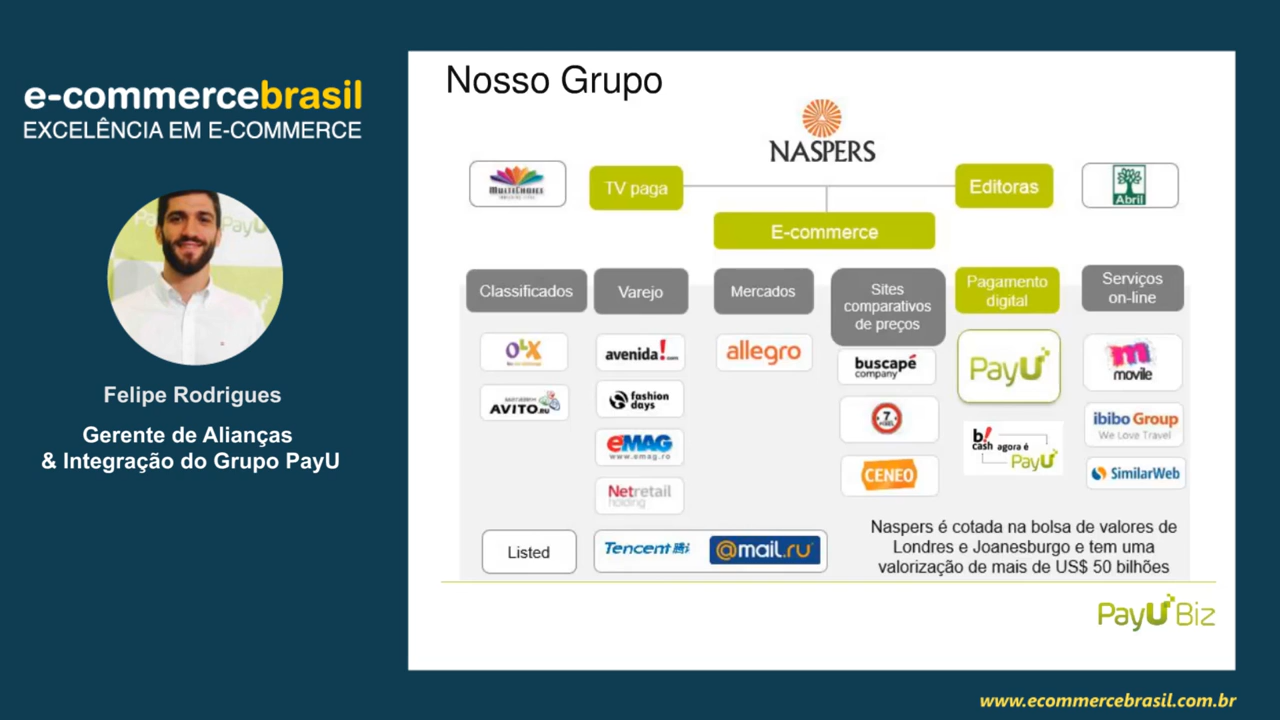 e-commercebrasil
EXCELÊNCIA EM E-COMMERCE
Felipe Rodrigues
Gerente de Alianças
& Integração do Grupo PayU
Nosso Grupo
NASPERS
MULTICHOICE
TV paga
Editoras
Abril
E-commerce
Classificados
Varejo
Mercados
Sites
comparativos
de preços
Pagamento
digital
Serviços
on-line
OLX
AVITO.RU
avenida!.com
fashion
days
eMAG
www.emag.ro
Netretail
holding
allegro
buscapé
company
7
PIXEL
CENEO
PayU
b!
cash agora é
PayU
movile
ibibo Group
We Love Travel
SimilarWeb
Listed
Tencent
@mail.ru
Naspers é cotada na bolsa de valores de
Londres e Joanesburgo e tem uma
valorização de mais de US$ 50 bilhões
PayU Biz
www.ecommercebrasil.com.br